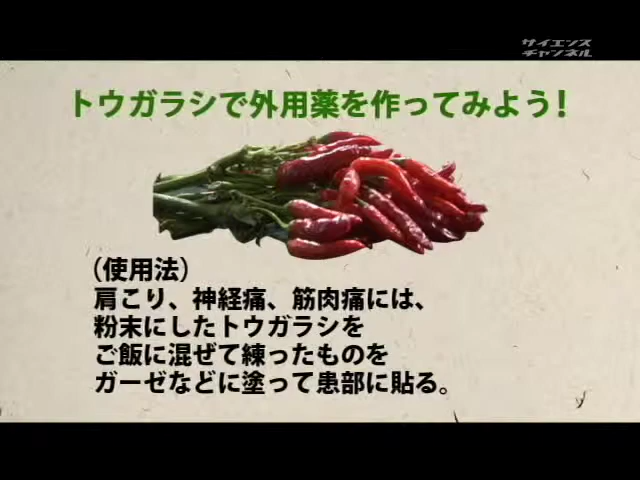 サイエンス
チャンネル
トウガラシで外用薬を作ってみよう！
（使用法）
肩こり、神経痛、筋肉痛には、
粉末にしたトウガラシを
ご飯に混ぜて練ったものを
ガーゼなどに塗って患部に貼る。